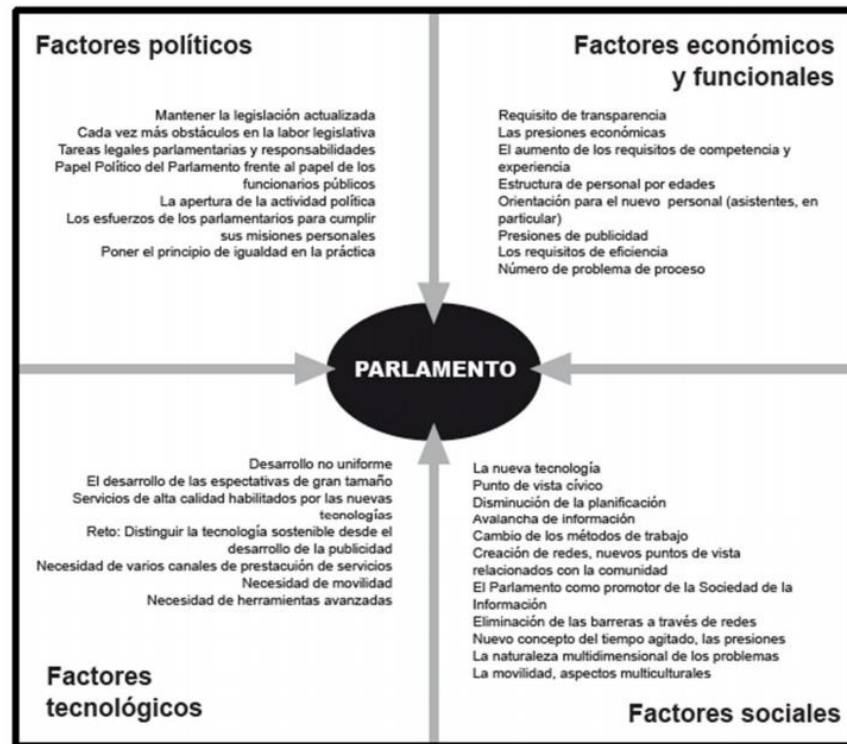 Factores políticos
Mantener la legislación actualizada
Cada vez más obstáculos en la labor legislativa
Tareas legales parlamentarias y responsabilidades
Papel Político del Parlamento frente al papel de los
funcionarios públicos
La apertura de la actividad política
Los esfuerzos de los parlamentarios para cumplir
sus misiones personales
Poner el principio de igualdad en la práctica
Factores económicos
y funcionales
Requisito de transparencia
Las presiones económicas
El aumento de los requisitos de competencia y
experiencia
Estructura de personal por edades
Orientación para el nuevo personal (asistentes, en
particular)
Presiones de publicidad
Los requisitos de eficiencia
Número de problema de proceso
PARLAMENTO
Desarrollo no uniforme
El desarrollo de las espectativas de gran tamaño
Servicios de alta calidad habilitados por las nuevas
tecnologías
Reto: Distinguir la tecnología sostenible desde el
desarrollo de la publicidad
Necesidad de varios canales de prestacuión de servicios
Necesidad de movilidad
Necesidad de herramientas avanzadas
Factores
tecnológicos
La nueva tecnología
Punto de vista cívico
Disminución de la planificación
Avalancha de información
Cambio de los métodos de trabajo
Creación de redes, nuevos puntos de vista
relacionados con la comunidad
El Parlamento como promotor de la Sociedad de la
Información
Eliminación de las barreras a través de redes
Nuevo concepto del tiempo agitado, las presiones
La naturaleza multidimensional de los problemas
La movilidad, aspectos multiculturales
Factores sociales